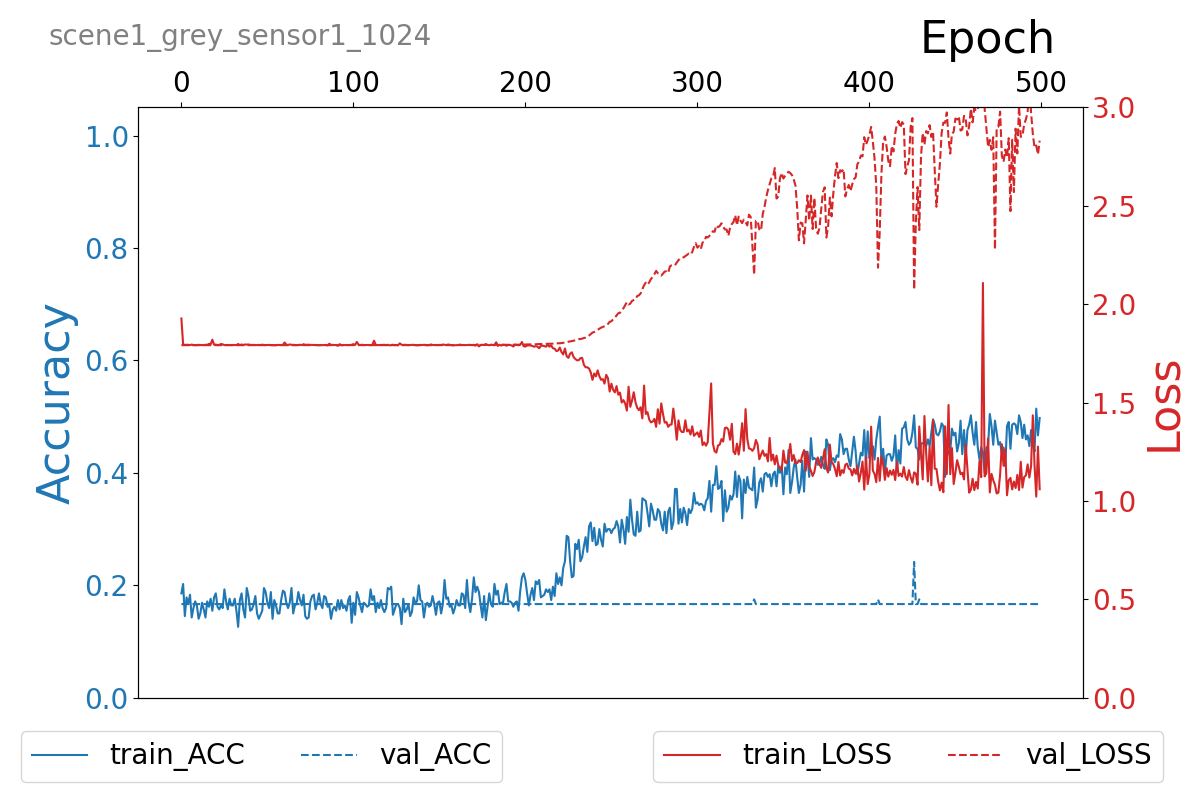 scene1_grey_sensor1_1024
Epoch
0 100 200 300 400 500
1.0
0.8
0.6
0.4
0.2
0.0
Accuracy
3.0
2.5
2.0
1.5
1.0
0.5
0.0
Loss
train_ACC val_ACC
train_LOSS val_LOSS